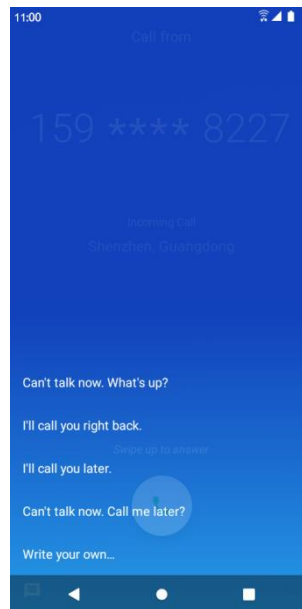 11:00
Call from
159 **** 8227
Incoming Call
Shenzhen, Guangdong
Can't talk now. What's up?
I'll call you right back.
Swipe up to answer
I'll call you later.
Can't talk now. Call me later?
Write your own…